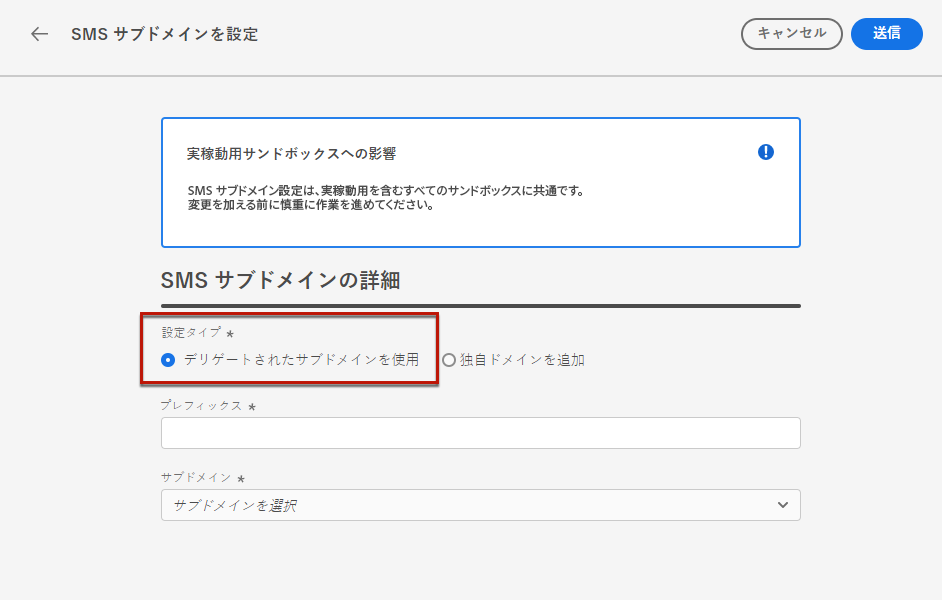 SMS サブドメインを設定
キャンセル
送信
実稼動用サンドボックスへの影響
SMS サブドメイン設定は、実稼動用を含むすべてのサンドボックスに共通です。
変更を加える前に慎重に作業を進めてください。
SMS サブドメインの詳細
設定タイプ *
デリゲートされたサブドメインを使用
独自ドメインを追加
プレフィックス *
サブドメイン *
サブドメインを選択